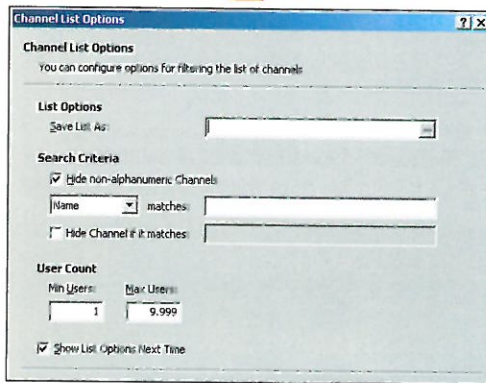 Channel List Options
Channel List Options
You can configure options for filtering the list of channels
List Options
Save List As:
Search Criteria
Hide non-alphanumeric Channels
Name matches:
Hide Channel if it matches:
User Count
Min Users: Max Users:
1 9.999
Show List Options Next Time